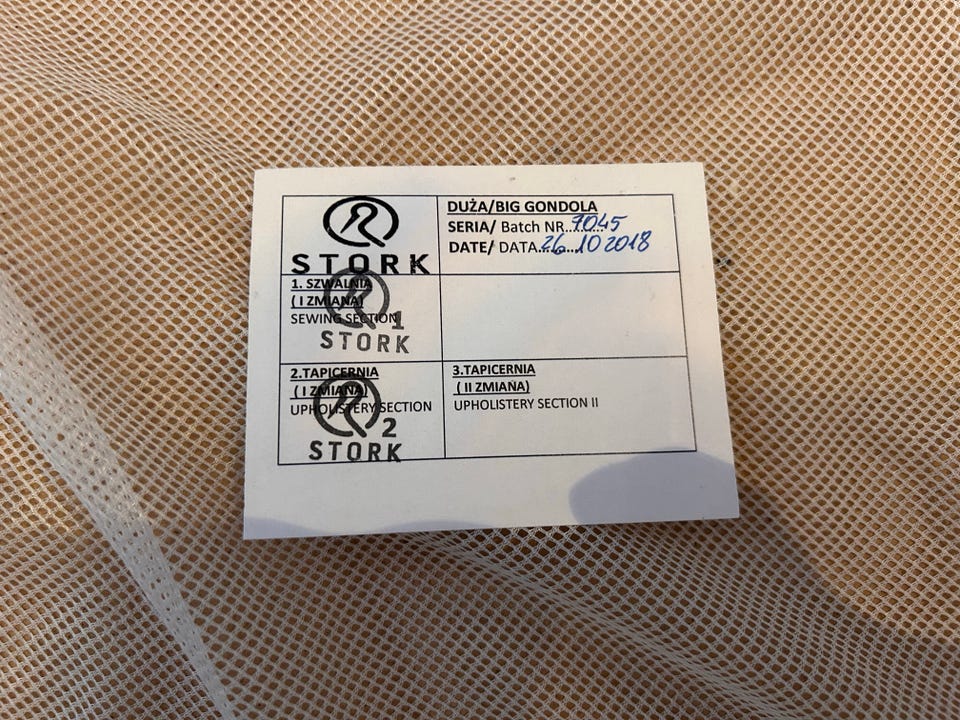 STORK
DUŻA/BIG GONDOLA
SERIA/ Batch NR..7045
DATE/ DATA...26.10 2018
1. SZWALNIA
( I ZMIANA)
SEWING SECTION
1
STORK
2.TAPICERNIA
( I ZMIANA)
UPHOLISTERY SECTION
2
STORK
3.TAPICERNIA
( II ZMIANA)
UPHOLISTERY SECTION II